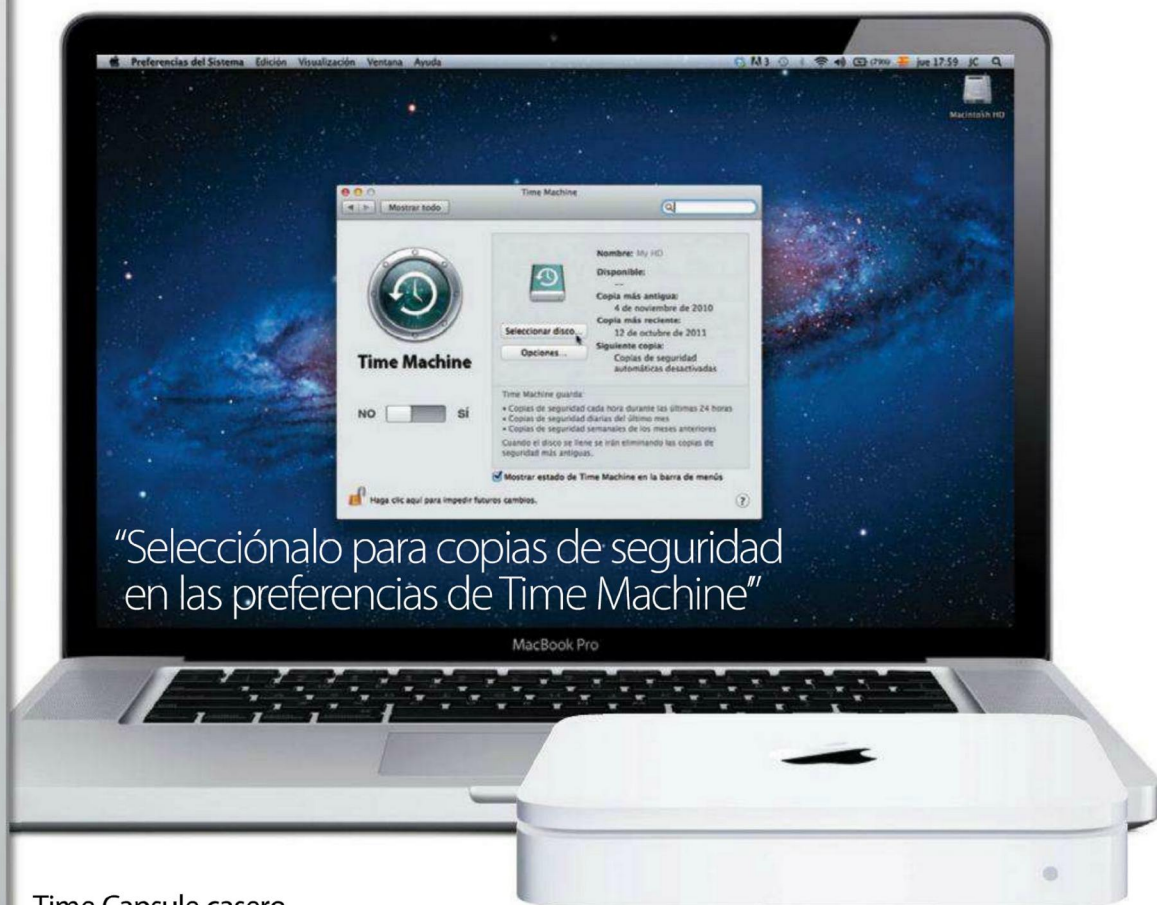 Preferencias del Sistema Edición Visualización Ventana Ayuda
3 jue 17:59 JC
Macintosh HD
Time Machine
Mostrar todo
Nombre: My HD
Disponible:
--
Copia más antigua:
4 de noviembre de 2010
Copia más reciente:
12 de octubre de 2011
Siguiente copia:
Copias de seguridad
automáticas desactivadas
Seleccionar disco...
Opciones...
Time Machine
NO SÍ
Time Machine guarda:
• Copias de seguridad cada hora durante las últimas 24 horas
• Copias de seguridad diarias del último mes
• Copias de seguridad semanales de los meses anteriores
Cuando el disco se llene se irán eliminando las copias de
seguridad más antiguas.
Mostrar estado de Time Machine en la barra de menús
Haga clic aquí para impedir futuros cambios.
?
“Selecciónalo para copias de seguridad
en las preferencias de Time Machine”
MacBook Pro
Time Capsule casero